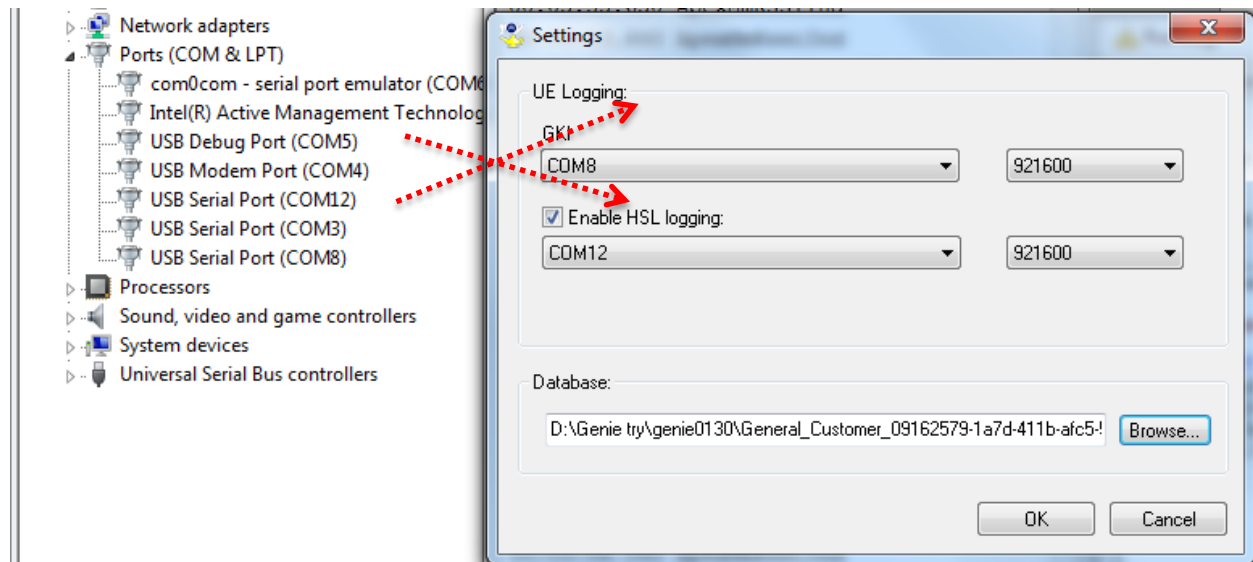 Network adapters
Ports (COM & LPT)
com0com - serial port emulator (COM6
Intel(R) Active Management Technolog
USB Debug Port (COM5)
USB Modem Port (COM4)
USB Serial Port (COM12)
USB Serial Port (COM3)
USB Serial Port (COM8)
Processors
Sound, video and game controllers
System devices
Universal Serial Bus controllers
Settings
UE Logging:
GKI
COM8 921600
Enable HSL logging:
COM12 921600
Database:
D:\Genie try\genie0130\General_Customer_09162579-1a7d-411b-afc5-
Browse...
OK Cancel